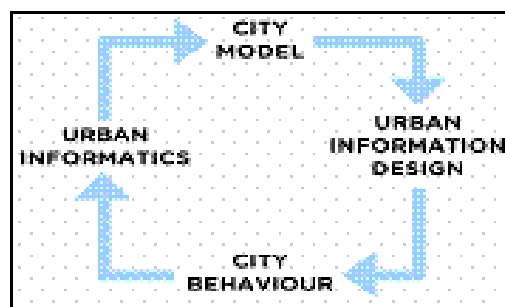 CITY
MODEL
URBAN
INFORMATION
DESIGN
CITY
BEHAVIOUR
URBAN
INFORMATICS